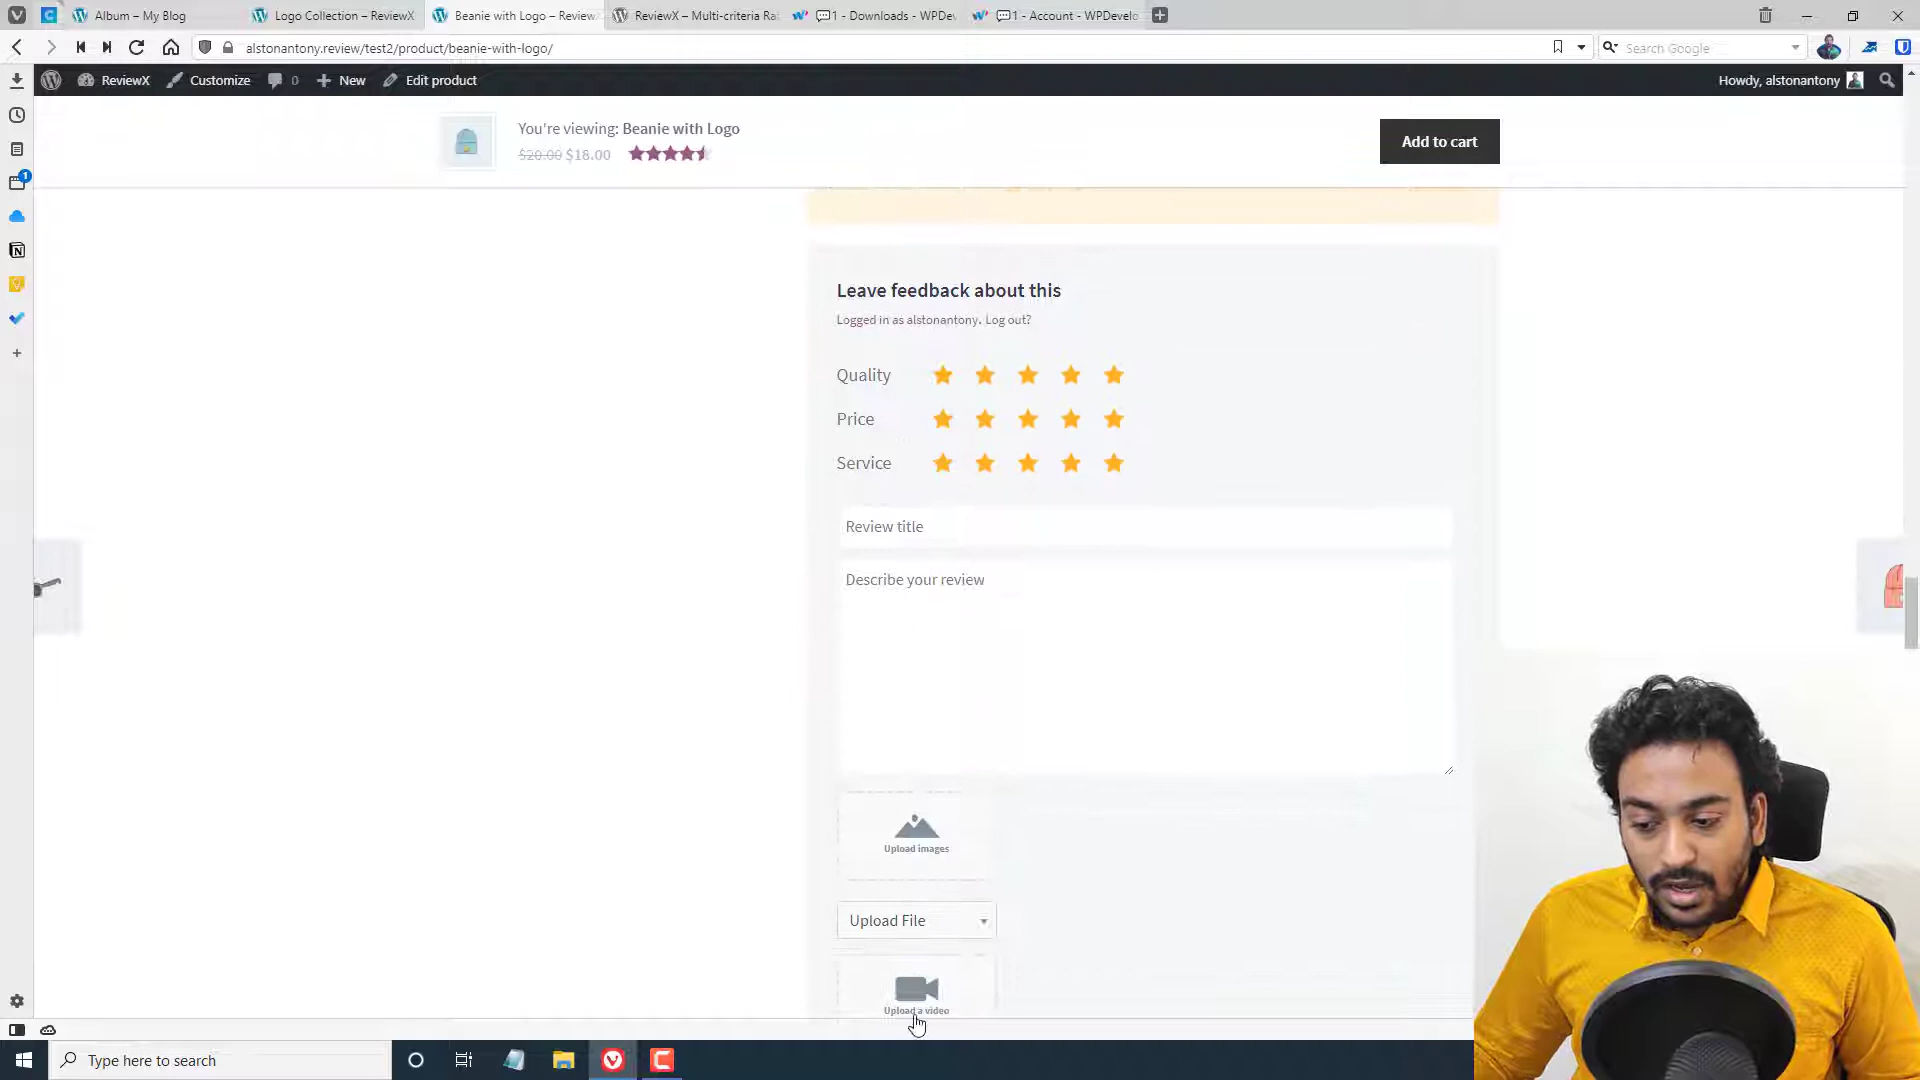 Album – My Blog
Logo Collection – ReviewX
Beanie with Logo – Review
ReviewX – Multi-criteria Ra
1 - Downloads - WPDev
1 - Account - WPDevelo
alstonantony.review/test2/product/beanie-with-logo/
Search Google
ReviewX
Customize
0
New
Edit product
Howdy, alstonantony
You're viewing: Beanie with Logo
$20.00 $18.00
Add to cart
1
Leave feedback about this
Logged in as alstonantony. Log out?
Quality
Price
Service
Review title
Describe your review
Upload images
Upload File
Upload a video
Type here to search